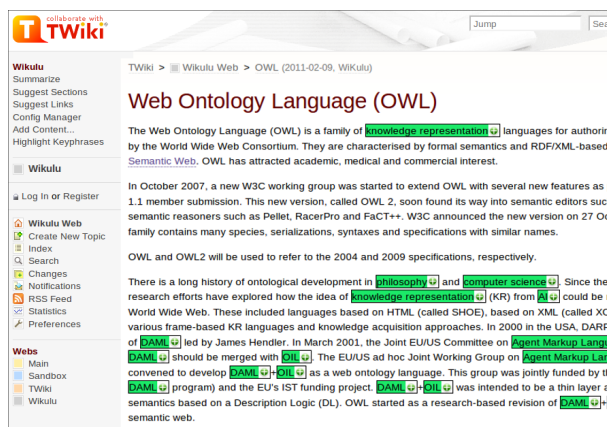 collaborate with
TWiki
Jump
Sea
Wikulu
Summarize
Suggest Sections
Suggest Links
Config Manager
Add Content...
Highlight Keyphrases
Wikulu
Log In or Register
Wikulu Web
Create New Topic
Index
Search
Changes
Notifications
RSS Feed
Statistics
Preferences
Webs
Main
Sandbox
TWiki
Wikulu
TWiki > Wikulu Web > OWL (2011-02-09, WiKulu)
Web Ontology Language (OWL)
The Web Ontology Language (OWL) is a family of knowledge representation languages for authorin
by the World Wide Web Consortium. They are characterised by formal semantics and RDF/XML-based
Semantic Web. OWL has attracted academic, medical and commercial interest.
In October 2007, a new W3C working group was started to extend OWL with several new features as
1.1 member submission. This new version, called OWL 2, soon found its way into semantic editors suc
semantic reasoners such as Pellet, RacerPro and FaCT++. W3C announced the new version on 27 Oc
family contains many species, serializations, syntaxes and specifications with similar names.
OWL and OWL2 will be used to refer to the 2004 and 2009 specifications, respectively.
There is a long history of ontological development in philosophy and computer science. Since the
research efforts have explored how the idea of knowledge representation (KR) from AI could be
World Wide Web. These included languages based on HTML (called SHOE), based on XML (called XO
various frame-based KR languages and knowledge acquisition approaches. In 2000 in the USA, DARP
of DAML led by James Hendler. In March 2001, the Joint EU/US Committee on Agent Markup Langu
DAML should be merged with OIL. The EU/US ad hoc Joint Working Group on Agent Markup Lan
convened to develop DAML+OIL as a web ontology language. This group was jointly funded by th
DAML program) and the EU's IST funding project. DAML+OIL was intended to be a thin layer a
semantics based on a Description Logic (DL). OWL started as a research-based revision of DAML+
semantic web.